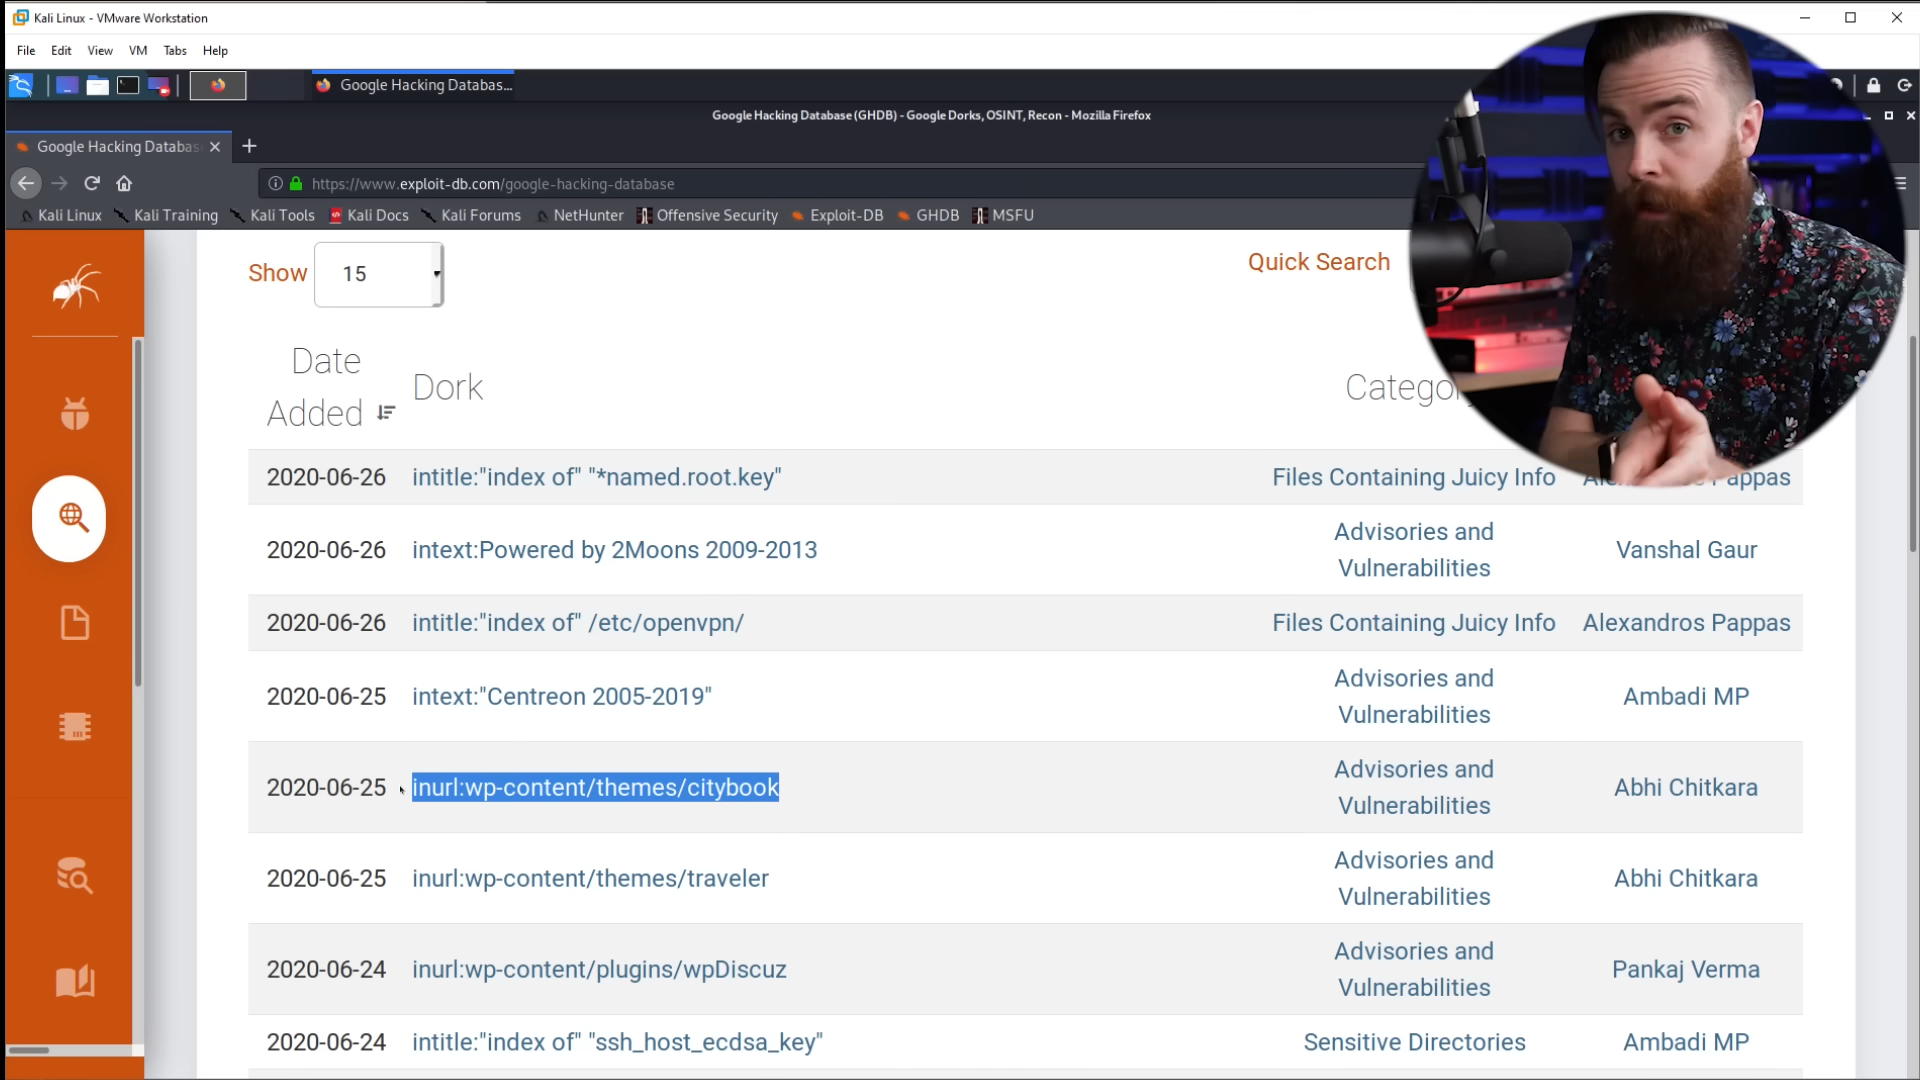 Kali Linux - VMware Workstation
File Edit View VM Tabs Help
Google Hacking Databas...
Google Hacking Database (GHDB) - Google Dorks, OSINT, Recon - Mozilla Firefox
Google Hacking Databas
https://www.exploit-db.com/google-hacking-database
Kali Linux Kali Training Kali Tools Kali Docs Kali Forums NetHunter Offensive Security Exploit-DB GHDB MSFU
Show 15 Quick Search
Date Added Dork Categor
2020-06-26 intitle:"index of" "*named.root.key" Files Containing Juicy Info Pappas
2020-06-26 intext:Powered by 2Moons 2009-2013 Advisories and Vulnerabilities Vanshal Gaur
2020-06-26 intitle:"index of" /etc/openvpn/ Files Containing Juicy Info Alexandros Pappas
2020-06-25 intext:"Centreon 2005-2019" Advisories and Vulnerabilities Ambadi MP
2020-06-25 inurl:wp-content/themes/citybook Advisories and Vulnerabilities Abhi Chitkara
2020-06-25 inurl:wp-content/themes/traveler Advisories and Vulnerabilities Abhi Chitkara
2020-06-24 inurl:wp-content/plugins/wpDiscuz Advisories and Vulnerabilities Pankaj Verma
2020-06-24 intitle:"index of" "ssh_host_ecdsa_key" Sensitive Directories Ambadi MP